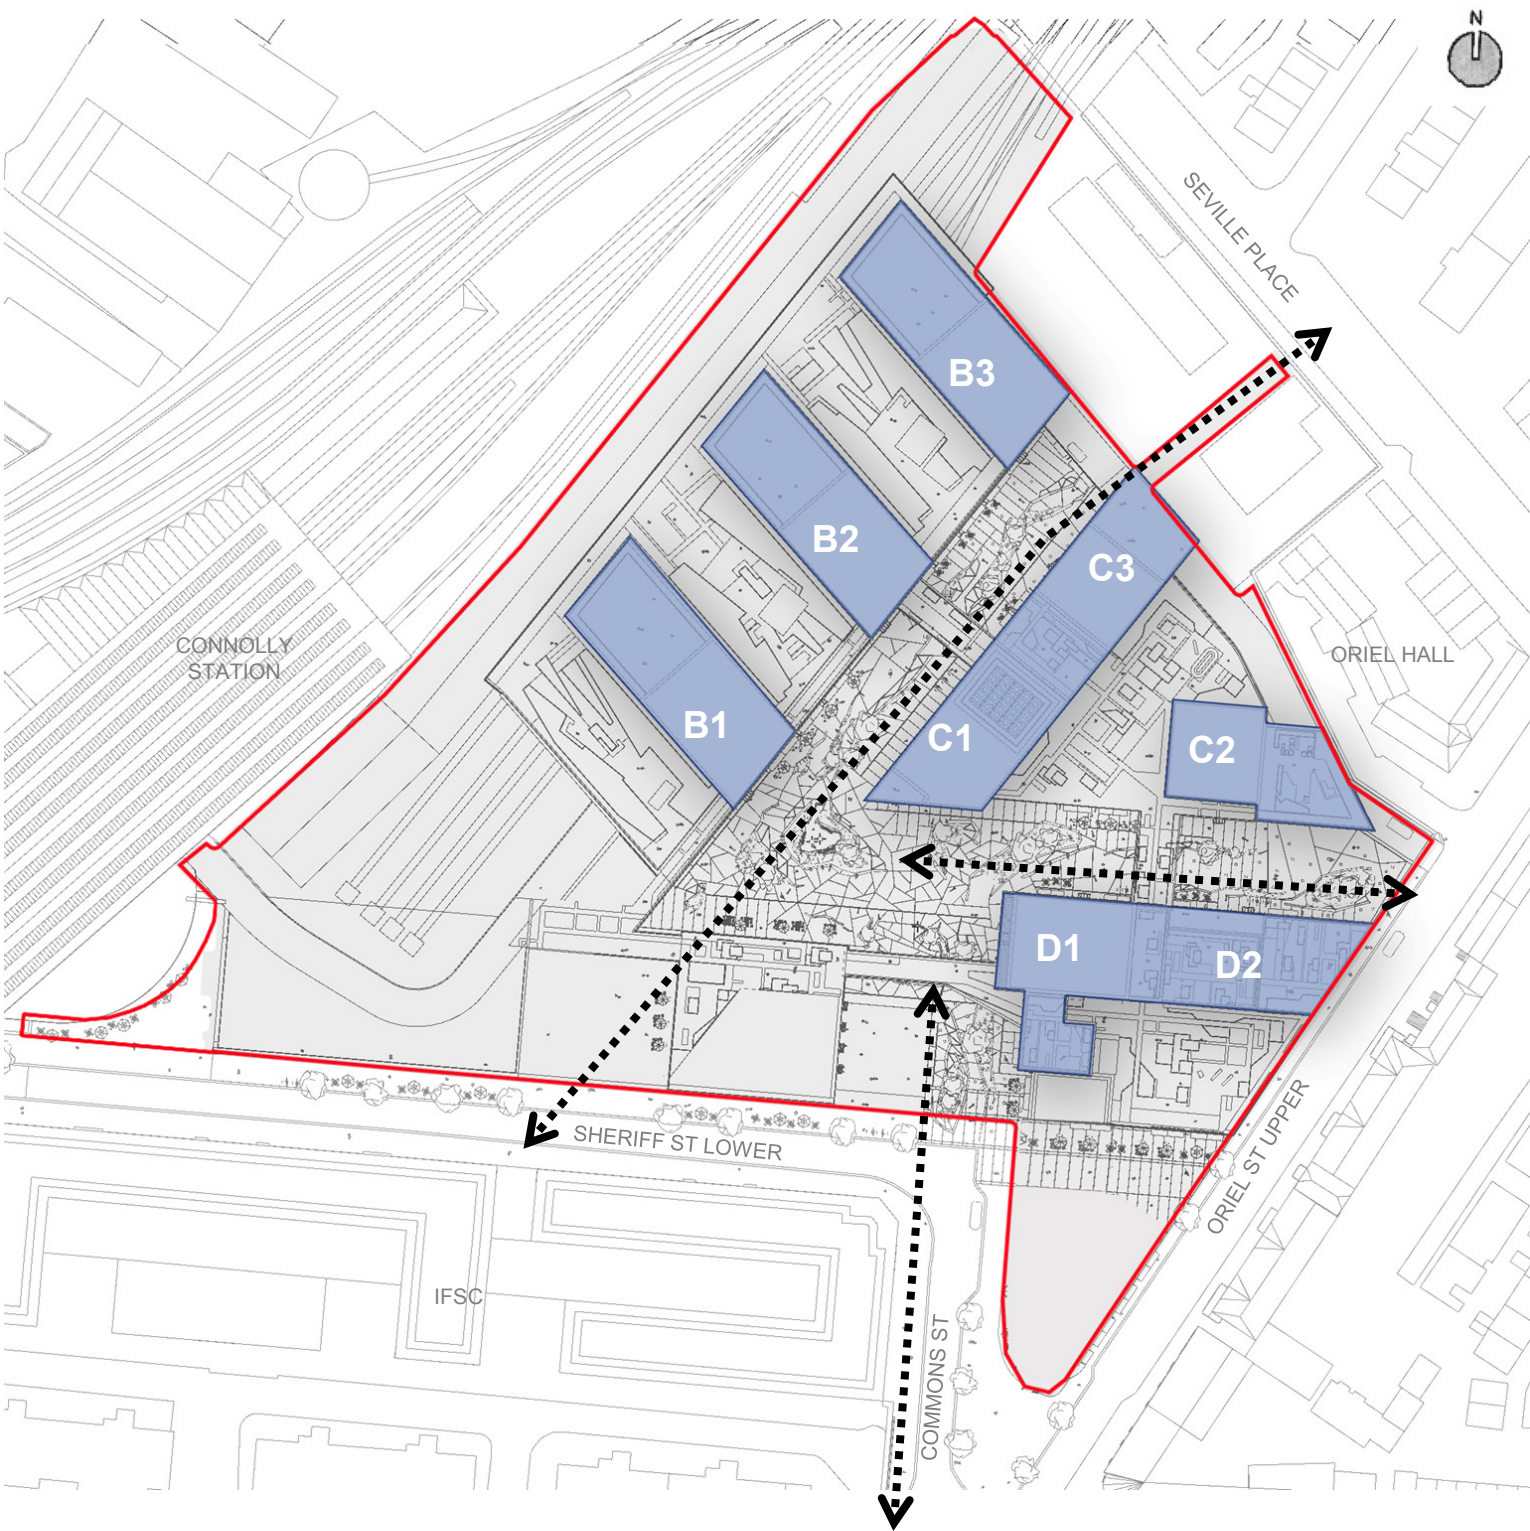 N
SEVILLE PLACE
B3
B2
C3
CONNOLLY
STATION
ORIEL HALL
B1
C1
C2
D1
D2
SHERIFF ST LOWER
ORIEL ST UPPER
IFSC
COMMONS ST